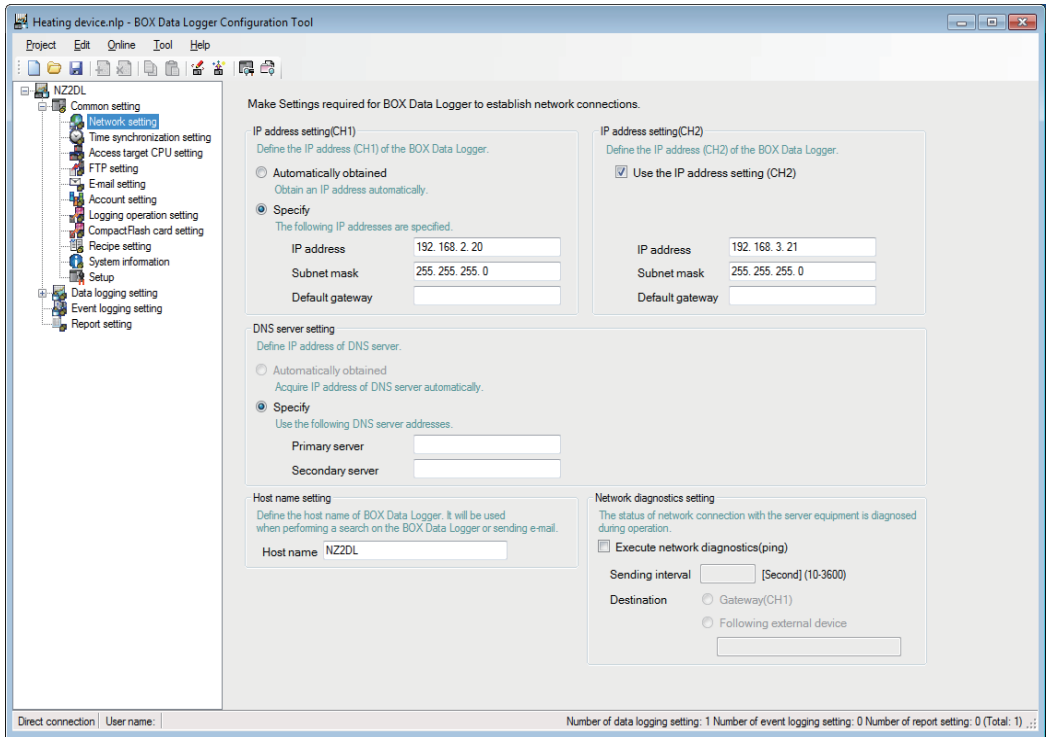 Heating device.nlp - BOX Data Logger Configuration Tool
Project Edit Online Tool Help
NZ2DL
Common setting
Network setting
Time synchronization setting
Access target CPU setting
FTP setting
E-mail setting
Account setting
Logging operation setting
CompactFlash card setting
Recipe setting
System information
Setup
Data logging setting
Event logging setting
Report setting
Make Settings required for BOX Data Logger to establish network connections.
IP address setting(CH1)
Define the IP address (CH1) of the BOX Data Logger.
Automatically obtained
Obtain an IP address automatically.
Specify
The following IP addresses are specified.
IP address 192. 168. 2. 20
Subnet mask 255. 255. 255. 0
Default gateway
IP address setting(CH2)
Define the IP address (CH2) of the BOX Data Logger.
Use the IP address setting (CH2)
IP address 192. 168. 3. 21
Subnet mask 255. 255. 255. 0
Default gateway
DNS server setting
Define IP address of DNS server.
Automatically obtained
Acquire IP address of DNS server automatically.
Specify
Use the following DNS server addresses.
Primary server
Secondary server
Host name setting
Define the host name of BOX Data Logger. It will be used
when performing a search on the BOX Data Logger or sending e-mail.
Host name NZ2DL
Network diagnostics setting
The status of network connection with the server equipment is diagnosed
during operation.
Execute network diagnostics(ping)
Sending interval [Second] (10-3600)
Destination Gateway(CH1)
Following external device
Direct connection User name: Number of data logging setting: 1 Number of event logging setting: 0 Number of report setting: 0 (Total: 1)